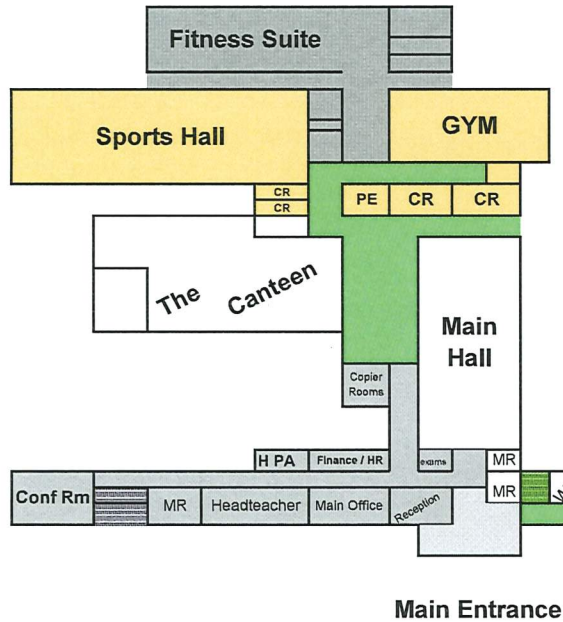 Fitness Suite
Sports Hall
GYM
CR
CR
PE
CR
CR
The Canteen
Main
Hall
Copier
Rooms
H PA
Finance / HR
exams
MR
Conf Rm
MR
Headteacher
Main Office
Reception
MR
Main Entrance